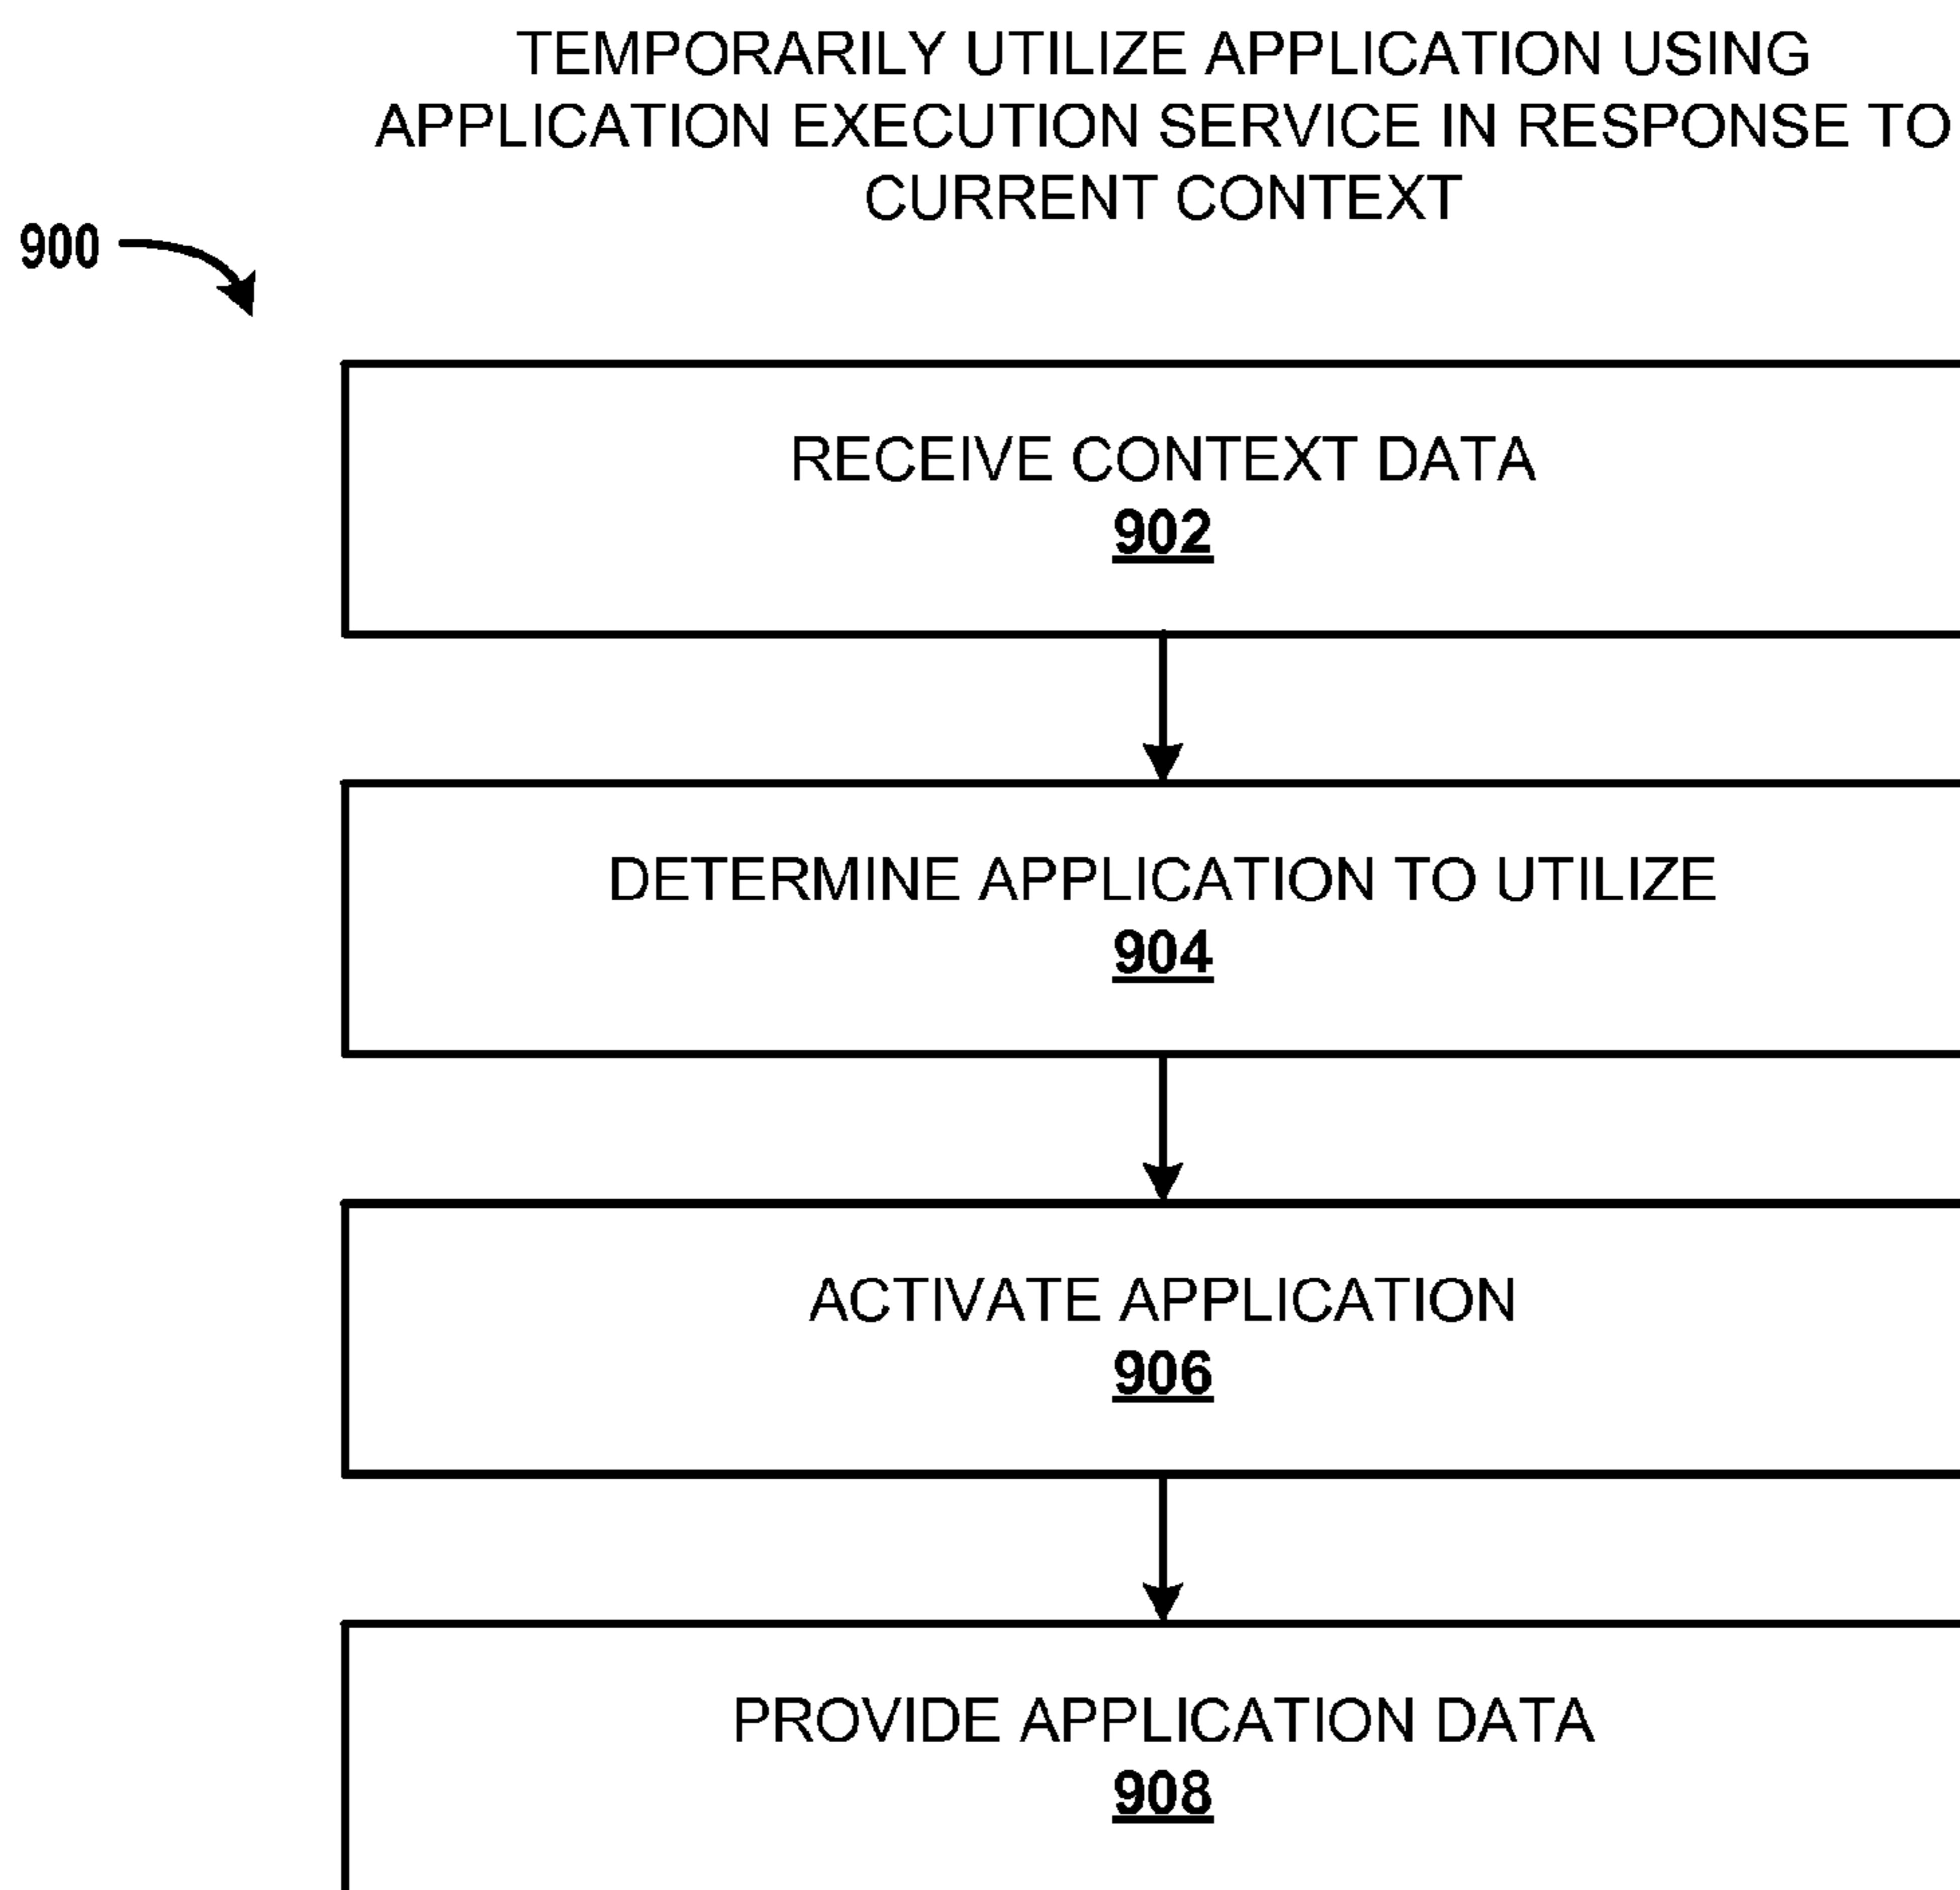 TEMPORARILY UTILIZE APPLICATION USING
APPLICATION EXECUTION SERVICE IN RESPONSE TO
CURRENT CONTEXT
900
RECEIVE CONTEXT DATA
902
DETERMINE APPLICATION TO UTILIZE
904
ACTIVATE APPLICATION
906
PROVIDE APPLICATION DATA
908